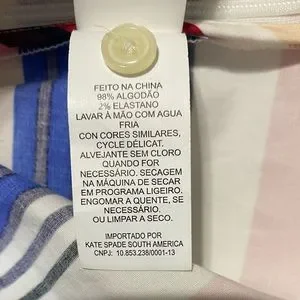 FEITO NA CHINA
98% ALGODÃO
2% ELASTANO
LAVAR À MÃO COM AGUA
FRIA
CON CORES SIMILARES,
CYCLE DÉLICAT.
ALVEJANTE SEM CLORO
QUANDO FOR
NECESSÁRIO. SECAGEM
NA MÁQUINA DE SECAR
EM PROGRAMA LIGEIRO.
ENGOMAR A QUENTE, SE
NECESSÁRIO.
OU LIMPAR A SECO.
IMPORTADO POR
KATE SPADE SOUTH AMERICA
CNPJ: 10.853.238/0001-13